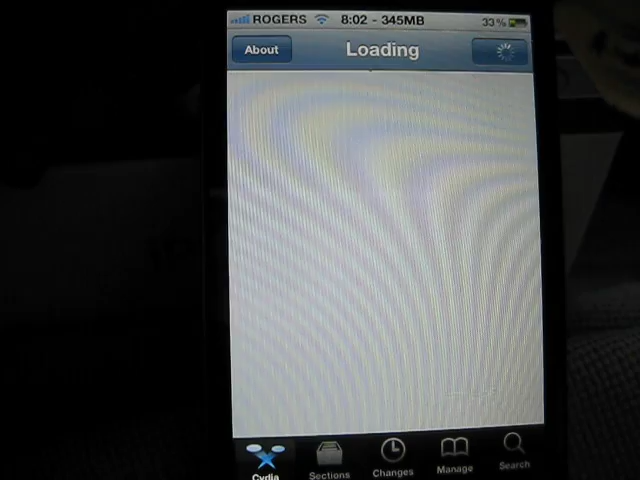 ROGERS 8:02 - 345MB 33%
About Loading
Cydia Sections Changes Manage Search